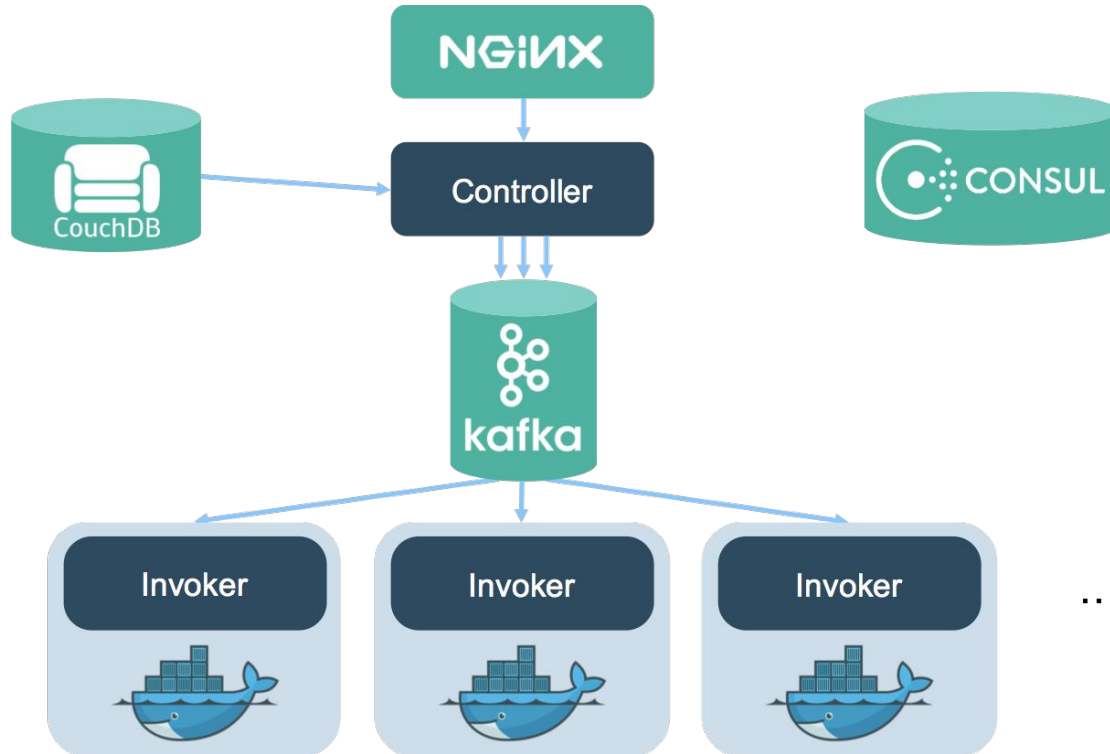 NGiNX
CouchDB
Controller
CONSUL
kafka
Invoker
Invoker
Invoker
..